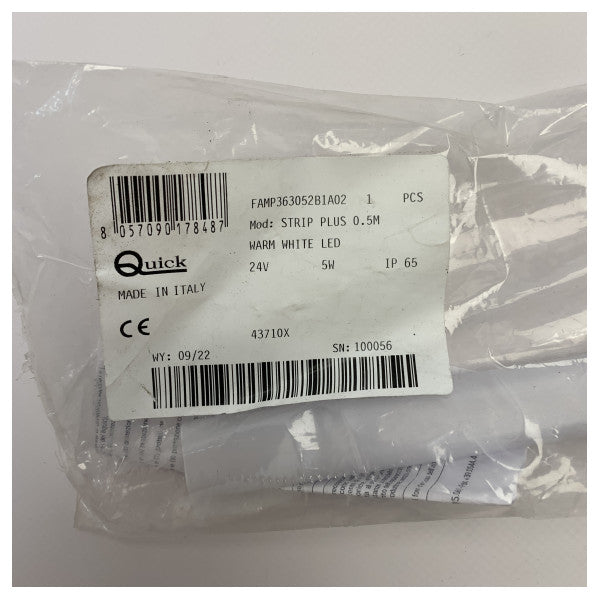 FAMP363052B1A02 1 PCS
8 057090 178487
Mod: STRIP PLUS 0.5M
WARM WHITE LED
Quick
24V 5W IP 65
MADE IN ITALY
CE
43710X
WY: 09/22 SN: 100056